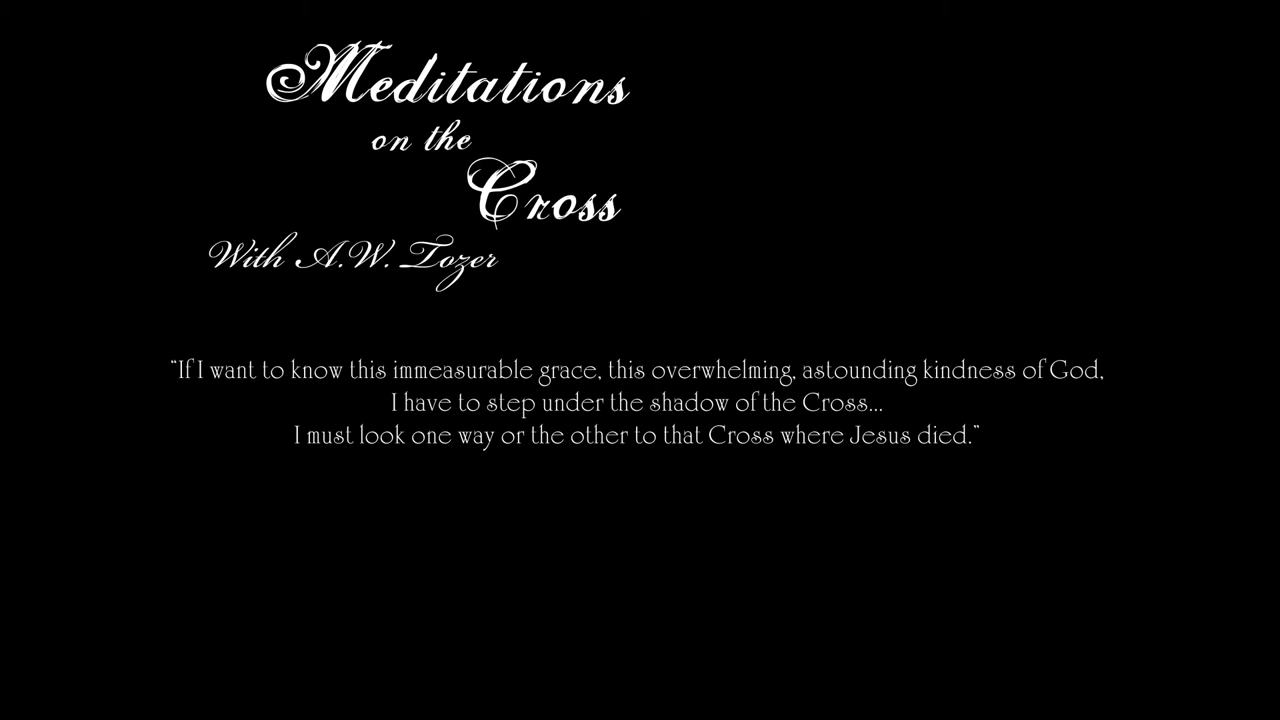 Meditations
on the
Cross
With A.W. Tozer
“If I want to know this immeasurable grace, this overwhelming, astounding kindness of God,
I have to step under the shadow of the Cross...
I must look one way or the other to that Cross where Jesus died.”